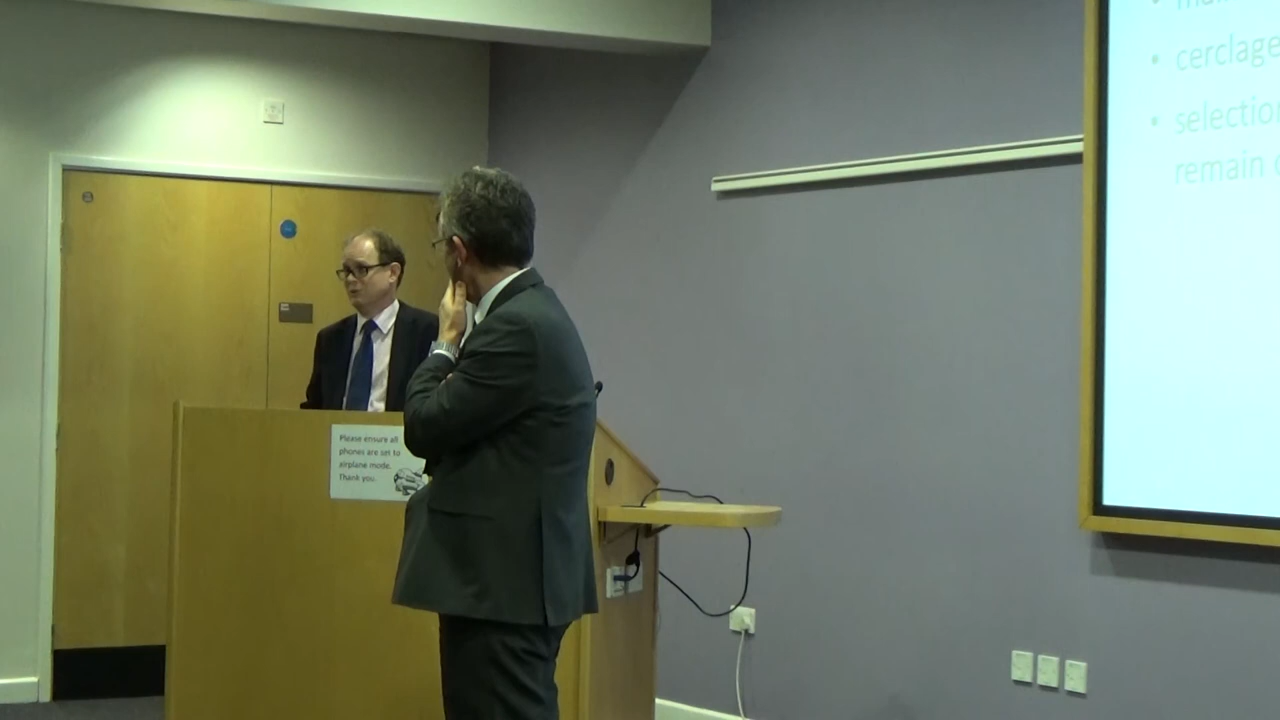 Please ensure all
phones are set to
airplane mode.
Thank you.
cerclage
selection
remain